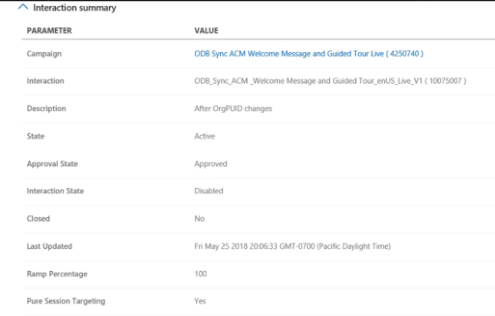 Interaction summary
PARAMETER VALUE
Campaign ODB Sync ACM Welcome Message and Guided Tour Live ( 4250740 )
Interaction ODB_Sync_ACM _Welcome Message and Guided Tour_enUS_Live_V1 ( 10075007 )
Description After OrgPUID changes
State Active
Approval State Approved
Interaction State Disabled
Closed No
Last Updated Fri May 25 2018 20:06:33 GMT-0700 (Pacific Daylight Time)
Ramp Percentage 100
Pure Session Targeting Yes